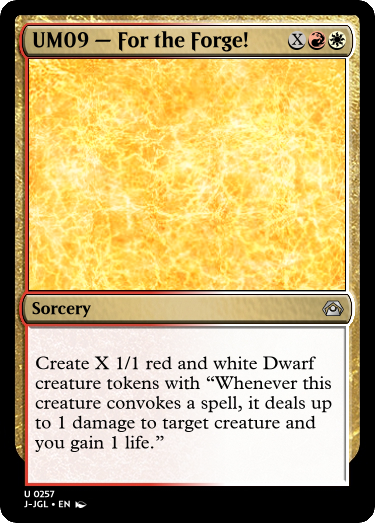 UM09 — For the Forge! X
Sorcery
Create X 1/1 red and white Dwarf
creature tokens with “Whenever this
creature convokes a spell, it deals up
to 1 damage to target creature and
you gain 1 life.”
U 0257
J-JGL • EN